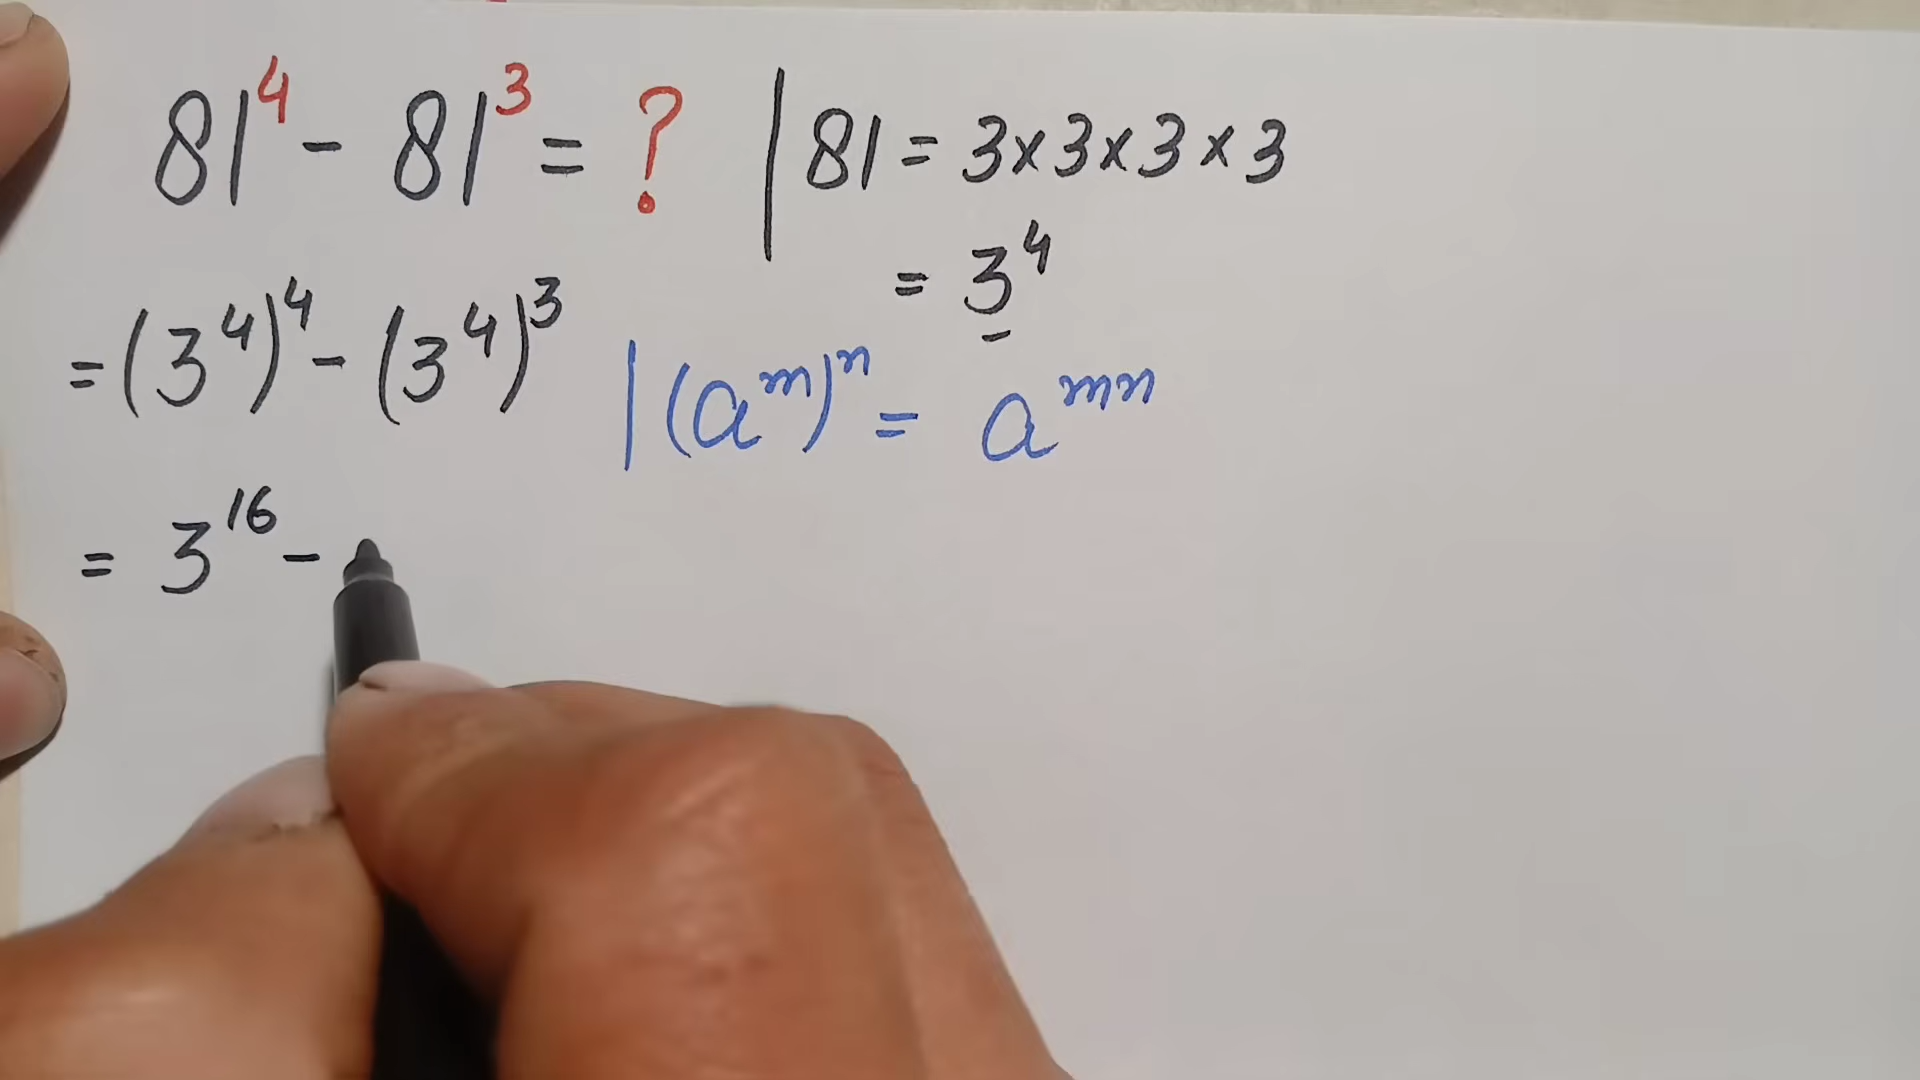 81⁴ - 81³ = ? | 81 = 3×3×3×3
= 3⁴
= (3⁴)⁴ - (3⁴)³ | (aᵐ)ⁿ = aᵐⁿ
= 3¹⁶ -